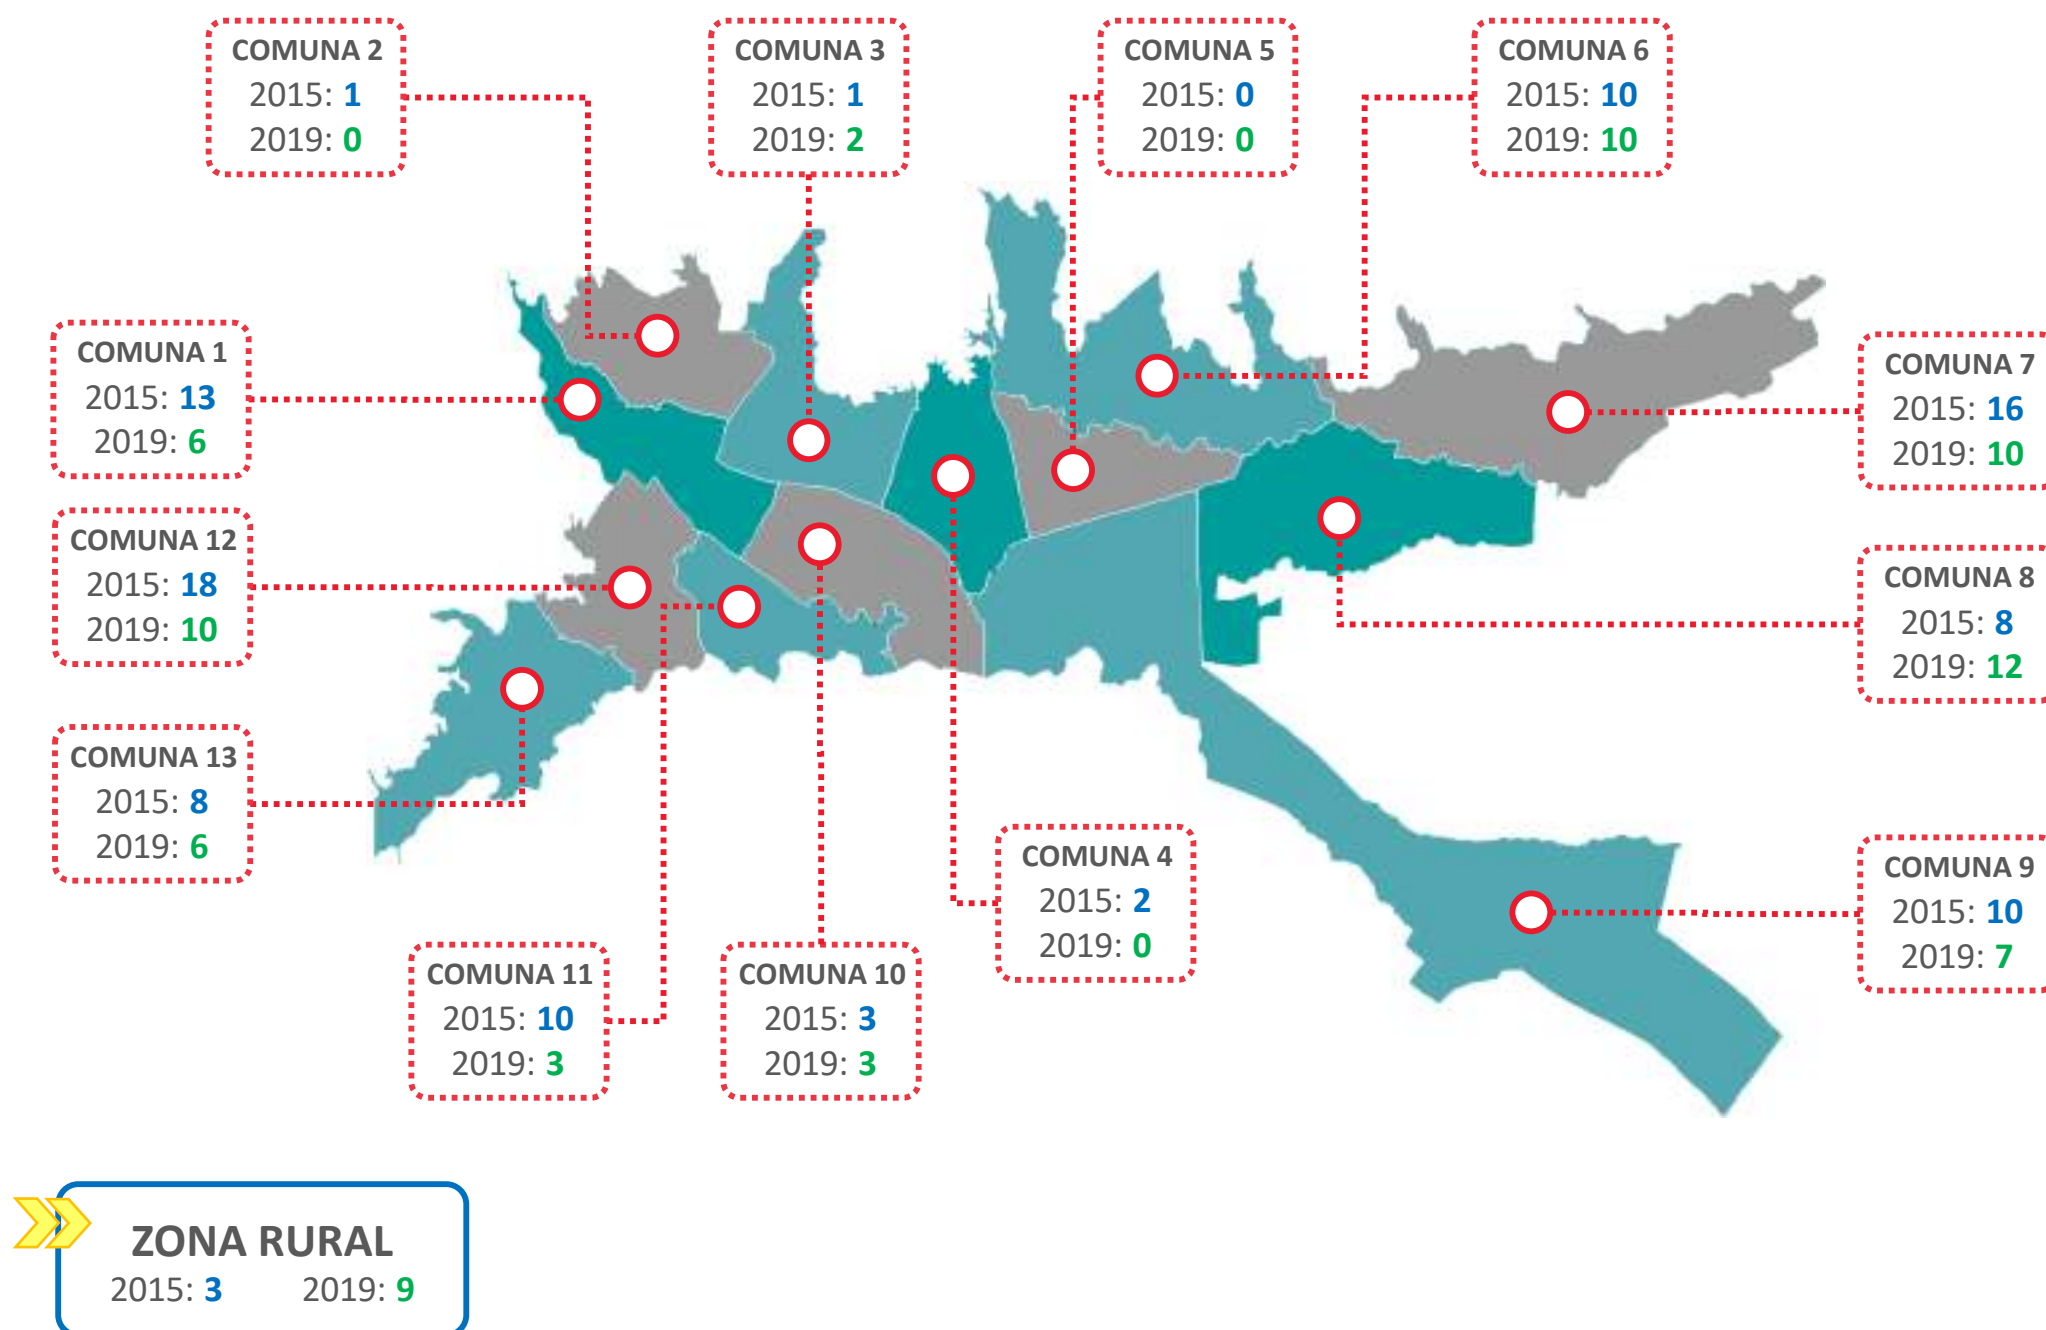 COMUNA 2
2015: 1
2019: 0
COMUNA 3
2015: 1
2019: 2
COMUNA 5
2015: 0
2019: 0
COMUNA 6
2015: 10
2019: 10
COMUNA 1
2015: 13
2019: 6
COMUNA 7
2015: 16
2019: 10
COMUNA 12
2015: 18
2019: 10
COMUNA 8
2015: 8
2019: 12
COMUNA 13
2015: 8
2019: 6
COMUNA 4
2015: 2
2019: 0
COMUNA 9
2015: 10
2019: 7
COMUNA 11
2015: 10
2019: 3
COMUNA 10
2015: 3
2019: 3
ZONA RURAL
2015: 3 2019: 9